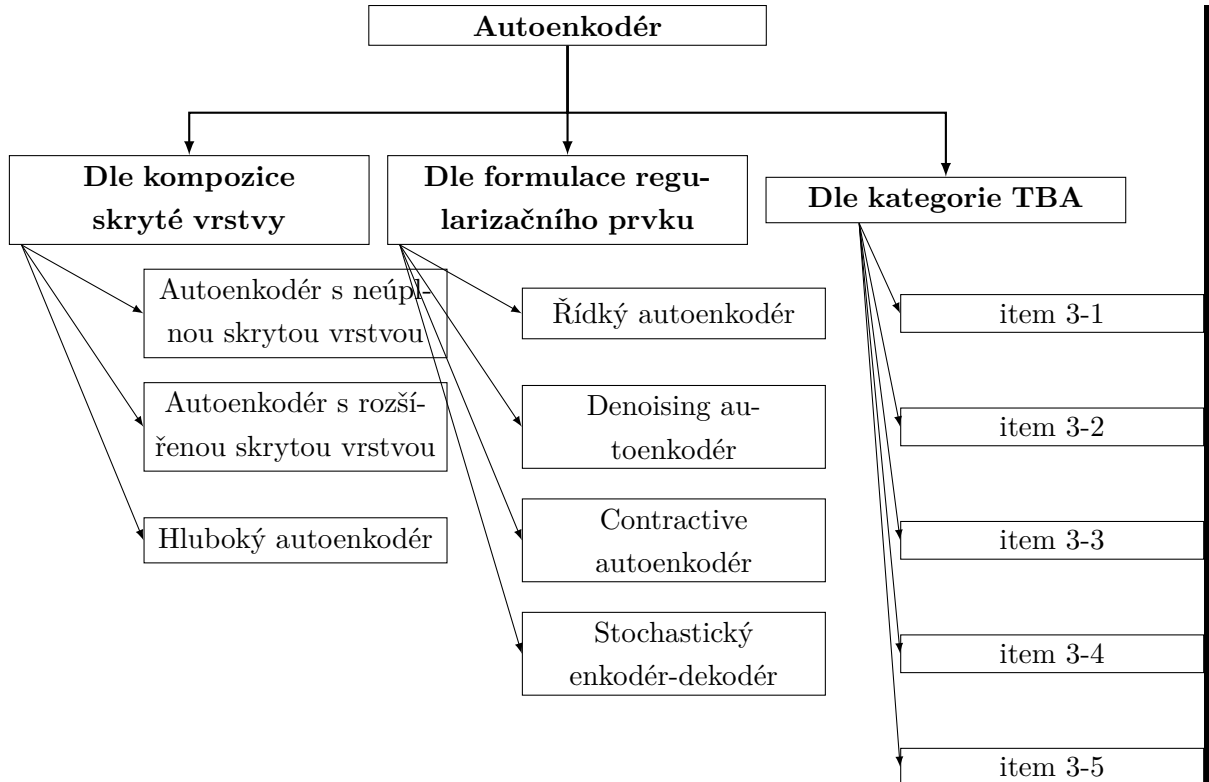 Autoenkodér
Dle kompozice
skryté vrstvy
Autoenkodér s neúpl-
nou skrytou vrstvou
Autoenkodér s rozší-
řenou skrytou vrstvou
Hluboký autoenkodér
Dle formulace regu-
larizačního prvku
Řídký autoenkodér
Denoising au-
toenkodér
Contractive
autoenkodér
Stochastický
enkodér-dekodér
Dle kategorie TBA
item 3-1
item 3-2
item 3-3
item 3-4
item 3-5